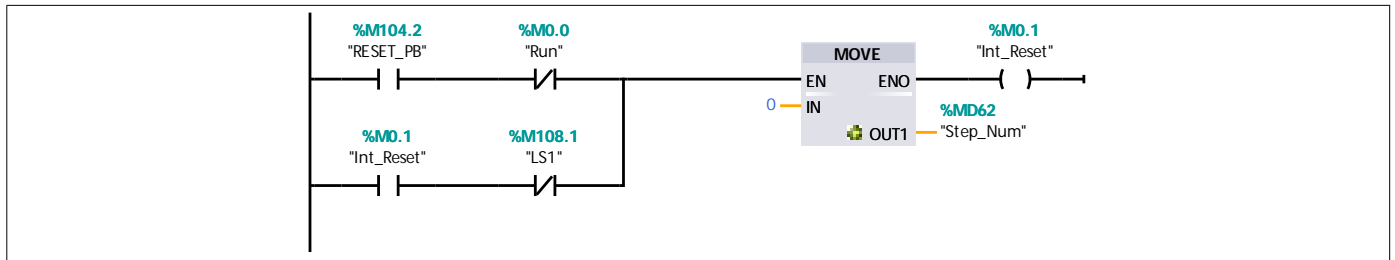 %M104.2 %M0.0 %M0.1
"RESET_PB" "Run" "Int_Reset"
MOVE
EN ENO
0 IN
%MD62
OUT1 "Step_Num"
%M0.1 %M108.1
"Int_Reset" "LS1"